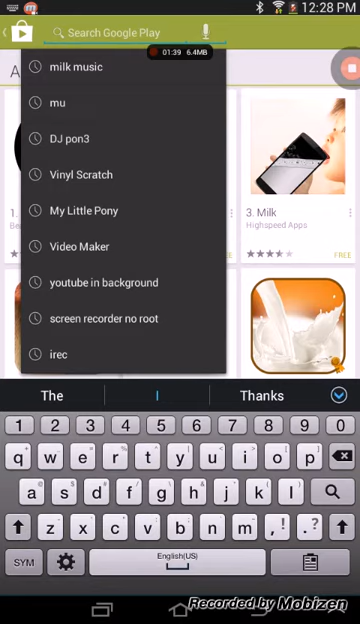 12:28 PM
Search Google Play
01:39 6.4MB
A
milk music
mu
DJ pon3
Vinyl Scratch
My Little Pony
Video Maker
youtube in background
screen recorder no root
irec
1.
Be
3. Milk
Highspeed Apps
FREE
The I Thanks
1 2 3 4 5 6 7 8 9 0
q w e r t y u i o p
a s d f g h j k l
z x c v b n m , ! . ?
SYM English(US)
Recorded by Mobizen